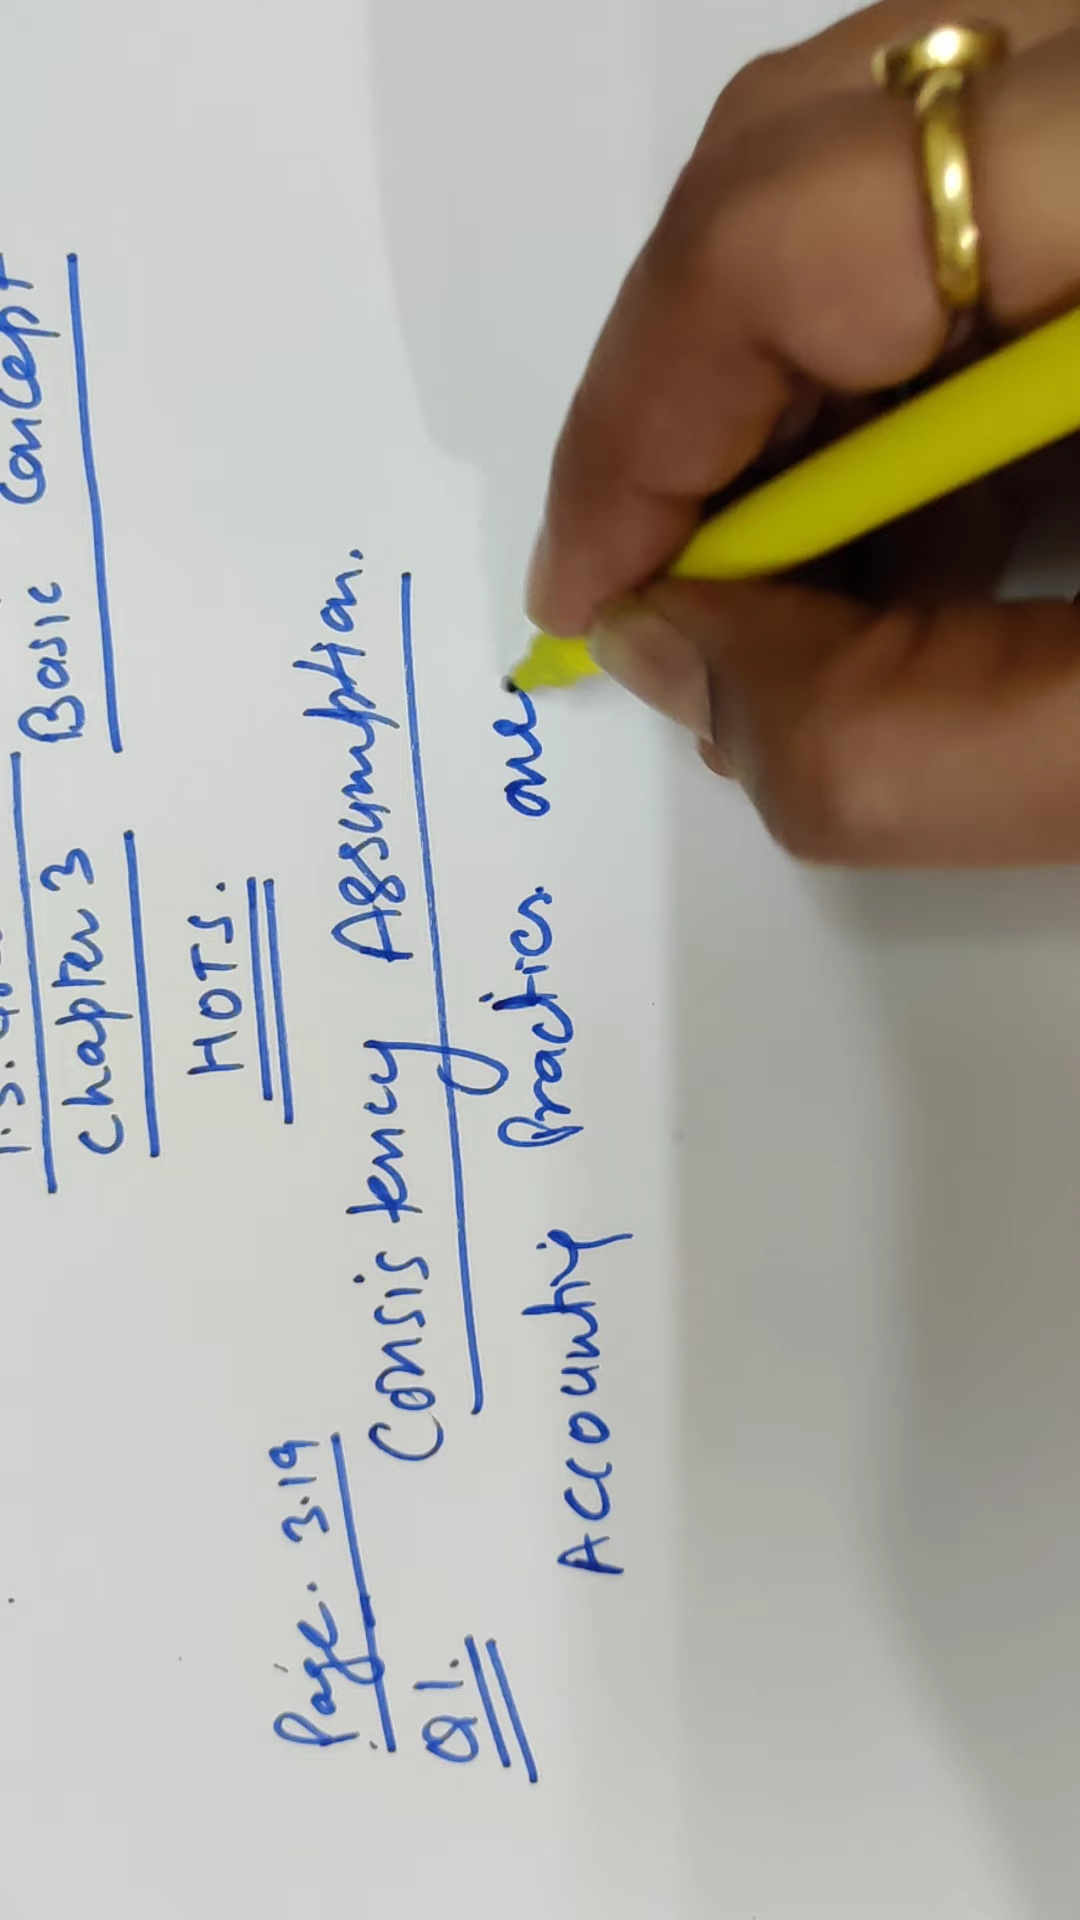 Chapter 3 Basic Concept
HOTS.
Page. 3.19
Q1. Consistency Assumption.
Accounting Practices are